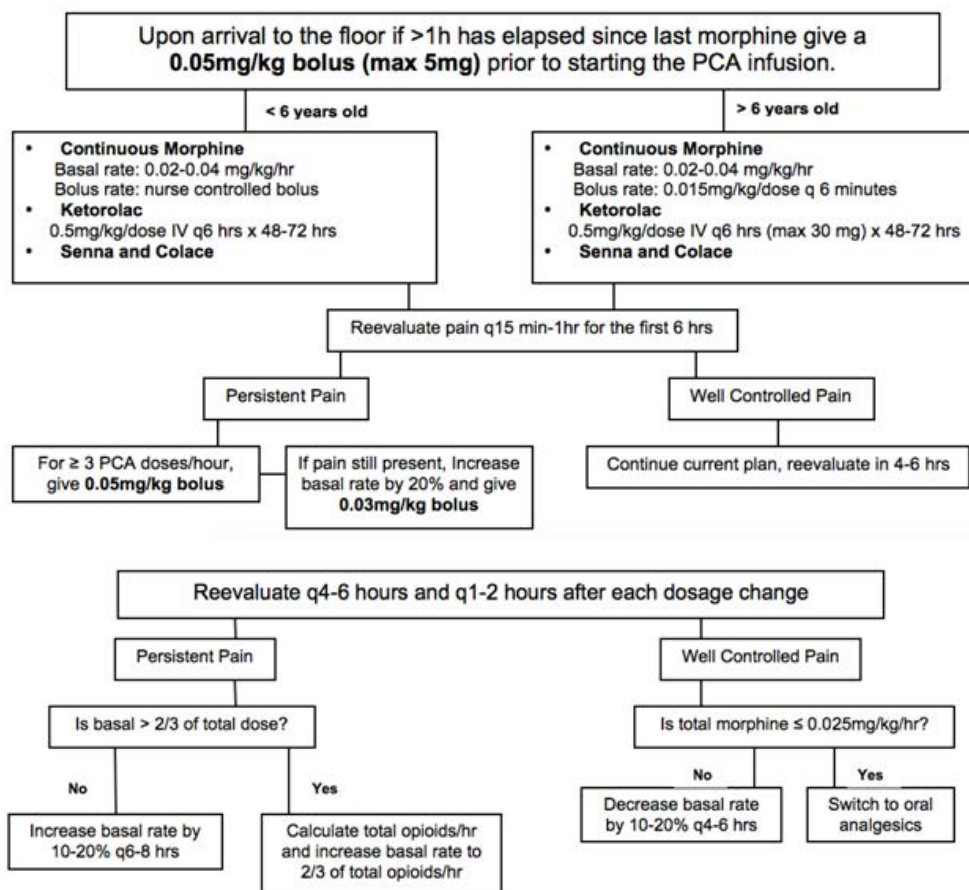 Upon arrival to the floor if >1h has elapsed since last morphine give a
0.05mg/kg bolus (max 5mg) prior to starting the PCA infusion.
< 6 years old
> 6 years old
• Continuous Morphine
Basal rate: 0.02-0.04 mg/kg/hr
Bolus rate: nurse controlled bolus
• Ketorolac
0.5mg/kg/dose IV q6 hrs x 48-72 hrs
• Senna and Colace
• Continuous Morphine
Basal rate: 0.02-0.04 mg/kg/hr
Bolus rate: 0.015mg/kg/dose q 6 minutes
• Ketorolac
0.5mg/kg/dose IV q6 hrs (max 30 mg) x 48-72 hrs
• Senna and Colace
Reevaluate pain q15 min-1hr for the first 6 hrs
Persistent Pain
Well Controlled Pain
For ≥ 3 PCA doses/hour,
give 0.05mg/kg bolus
If pain still present, Increase
basal rate by 20% and give
0.03mg/kg bolus
Continue current plan, reevaluate in 4-6 hrs
Reevaluate q4-6 hours and q1-2 hours after each dosage change
Persistent Pain
Well Controlled Pain
Is basal > 2/3 of total dose?
Is total morphine ≤ 0.025mg/kg/hr?
No
Yes
No
Yes
Increase basal rate by
10-20% q6-8 hrs
Calculate total opioids/hr
and increase basal rate to
2/3 of total opioids/hr
Decrease basal rate
by 10-20% q4-6 hrs
Switch to oral
analgesics